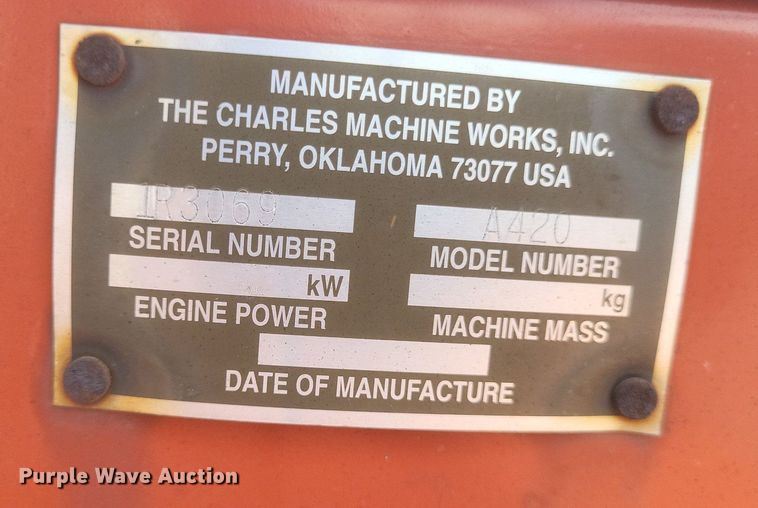 MANUFACTURED BY
THE CHARLES MACHINE WORKS, INC.
PERRY, OKLAHOMA 73077 USA
1R3069 A420
SERIAL NUMBER MODEL NUMBER
kW kg
ENGINE POWER MACHINE MASS
DATE OF MANUFACTURE
Purple Wave Auction